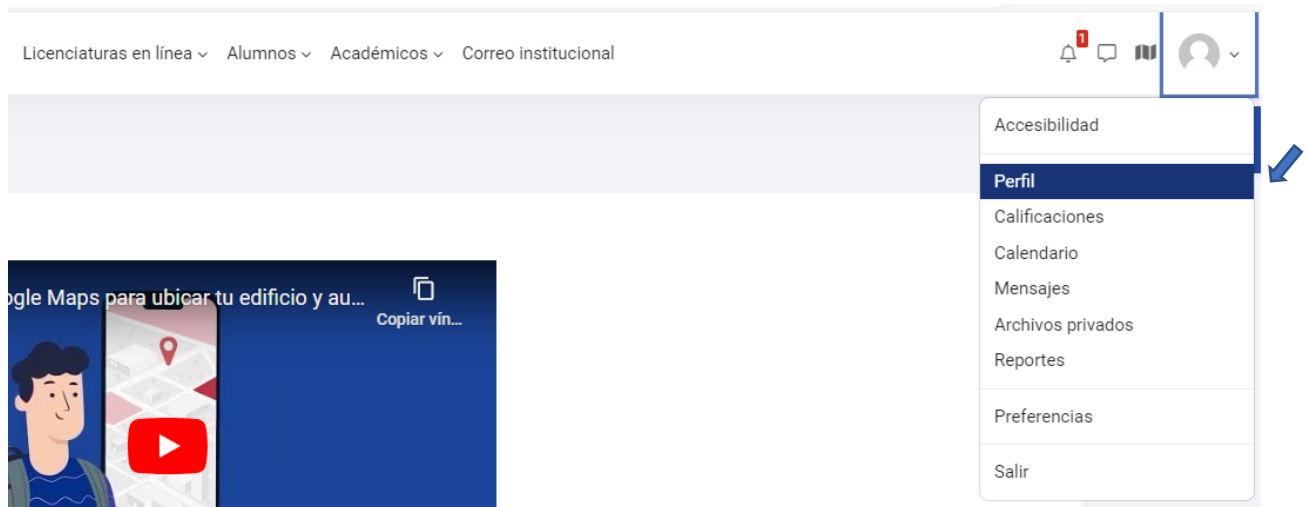 Licenciaturas en línea Alumnos Académicos Correo institucional
1
Accesibilidad
Perfil
Calificaciones
Calendario
Mensajes
Archivos privados
Reportes
Preferencias
Salir
ogle Maps para ubicar tu edificio y au...
Copiar vín...